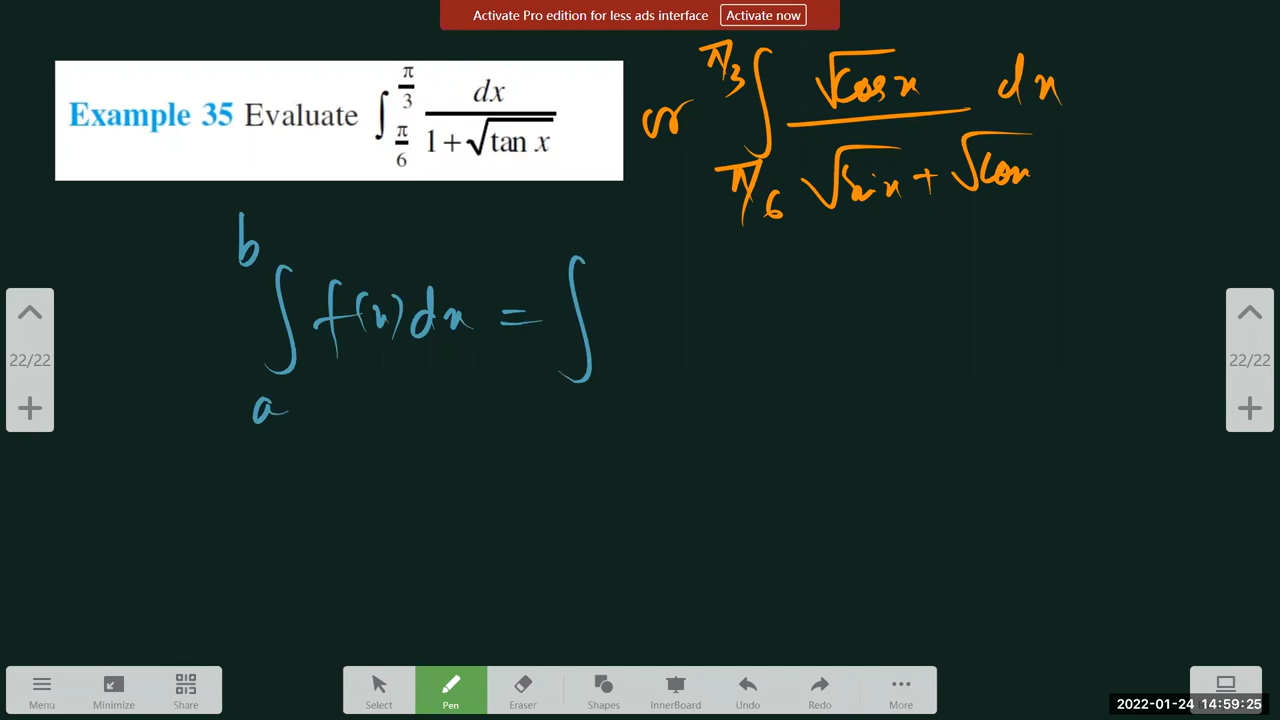 Activate Pro edition for less ads interface Activate now
Example 35 Evaluate ∫ π/6 π/3 dx / 1 + √tan x
or ∫ π/6 π/3 √cos x / √sin x + √cos dx
b
∫ f(x) dx = ∫
a
22/22
22/22
Menu Minimize Share Select Pen Eraser Shapes InnerBoard Undo Redo More
2022-01-24 14:59:25